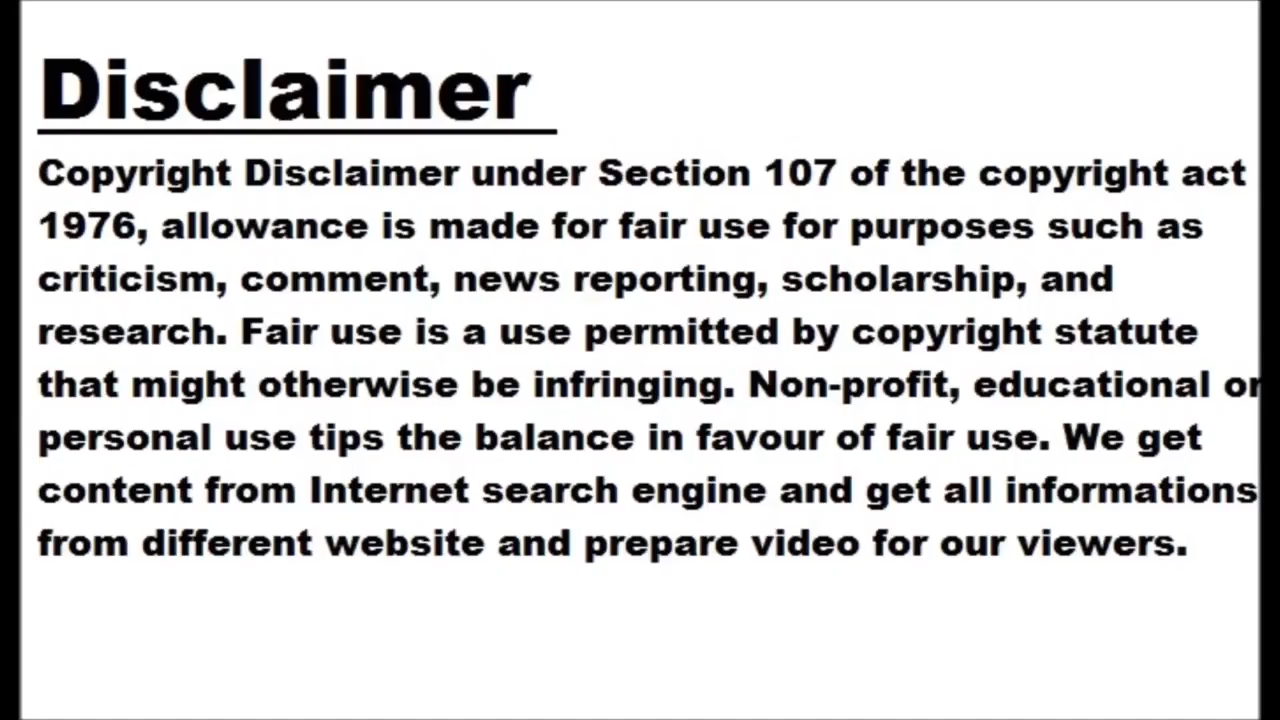 Disclaimer
Copyright Disclaimer under Section 107 of the copyright act
1976, allowance is made for fair use for purposes such as
criticism, comment, news reporting, scholarship, and
research. Fair use is a use permitted by copyright statute
that might otherwise be infringing. Non-profit, educational or
personal use tips the balance in favour of fair use. We get
content from Internet search engine and get all informations
from different website and prepare video for our viewers.